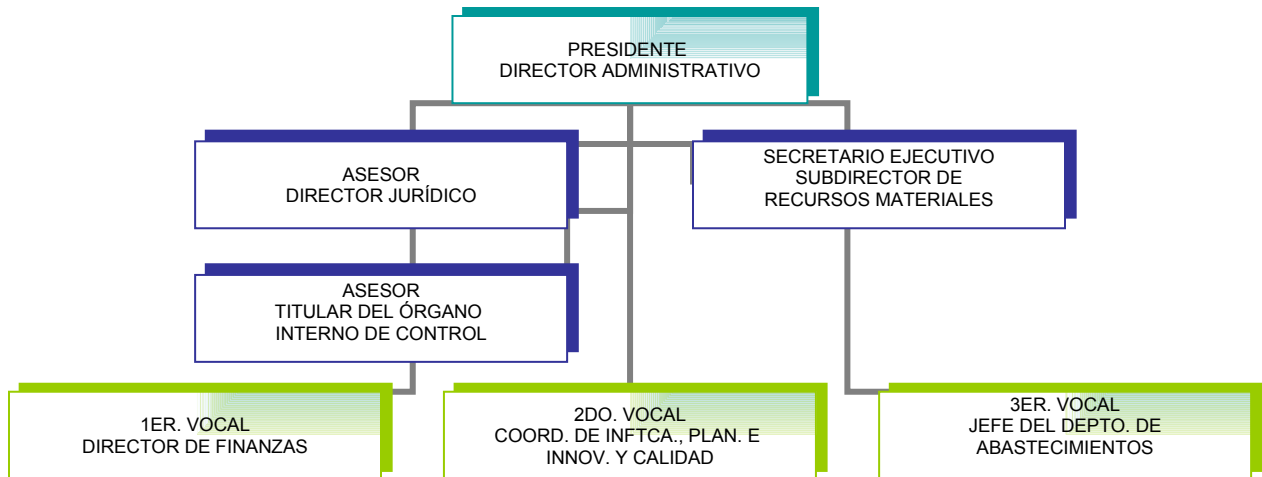 PRESIDENTE
DIRECTOR ADMINISTRATIVO
ASESOR
DIRECTOR JURÍDICO
SECRETARIO EJECUTIVO
SUBDIRECTOR DE
RECURSOS MATERIALES
ASESOR
TITULAR DEL ÓRGANO
INTERNO DE CONTROL
1ER. VOCAL
DIRECTOR DE FINANZAS
2DO. VOCAL
COORD. DE INFTCA., PLAN. E
INNOV. Y CALIDAD
3ER. VOCAL
JEFE DEL DEPTO. DE
ABASTECIMIENTOS